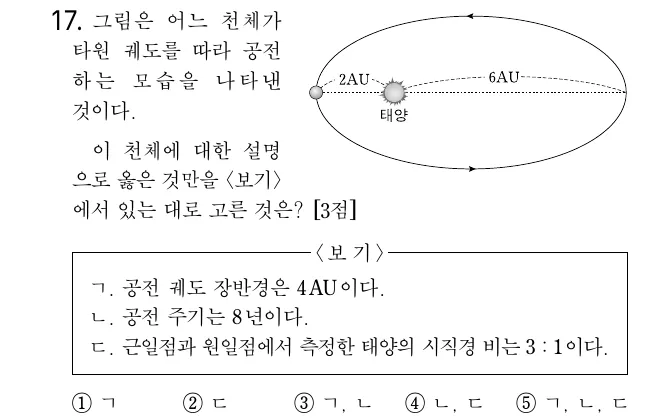 17. 그림은 어느 천체가
타원 궤도를 따라 공전
하는 모습을 나타낸
것이다.
2AU
6AU
태양
이 천체에 대한 설명
으로 옳은 것만을 〈보기〉
에서 있는 대로 고른 것은? [3점]
〈보 기〉
ㄱ. 공전 궤도 장반경은 4AU이다.
ㄴ. 공전 주기는 8년이다.
ㄷ. 근일점과 원일점에서 측정한 태양의 시직경 비는 3 : 1이다.
① ㄱ ② ㄷ ③ ㄱ, ㄴ ④ ㄴ, ㄷ ⑤ ㄱ, ㄴ, ㄷ